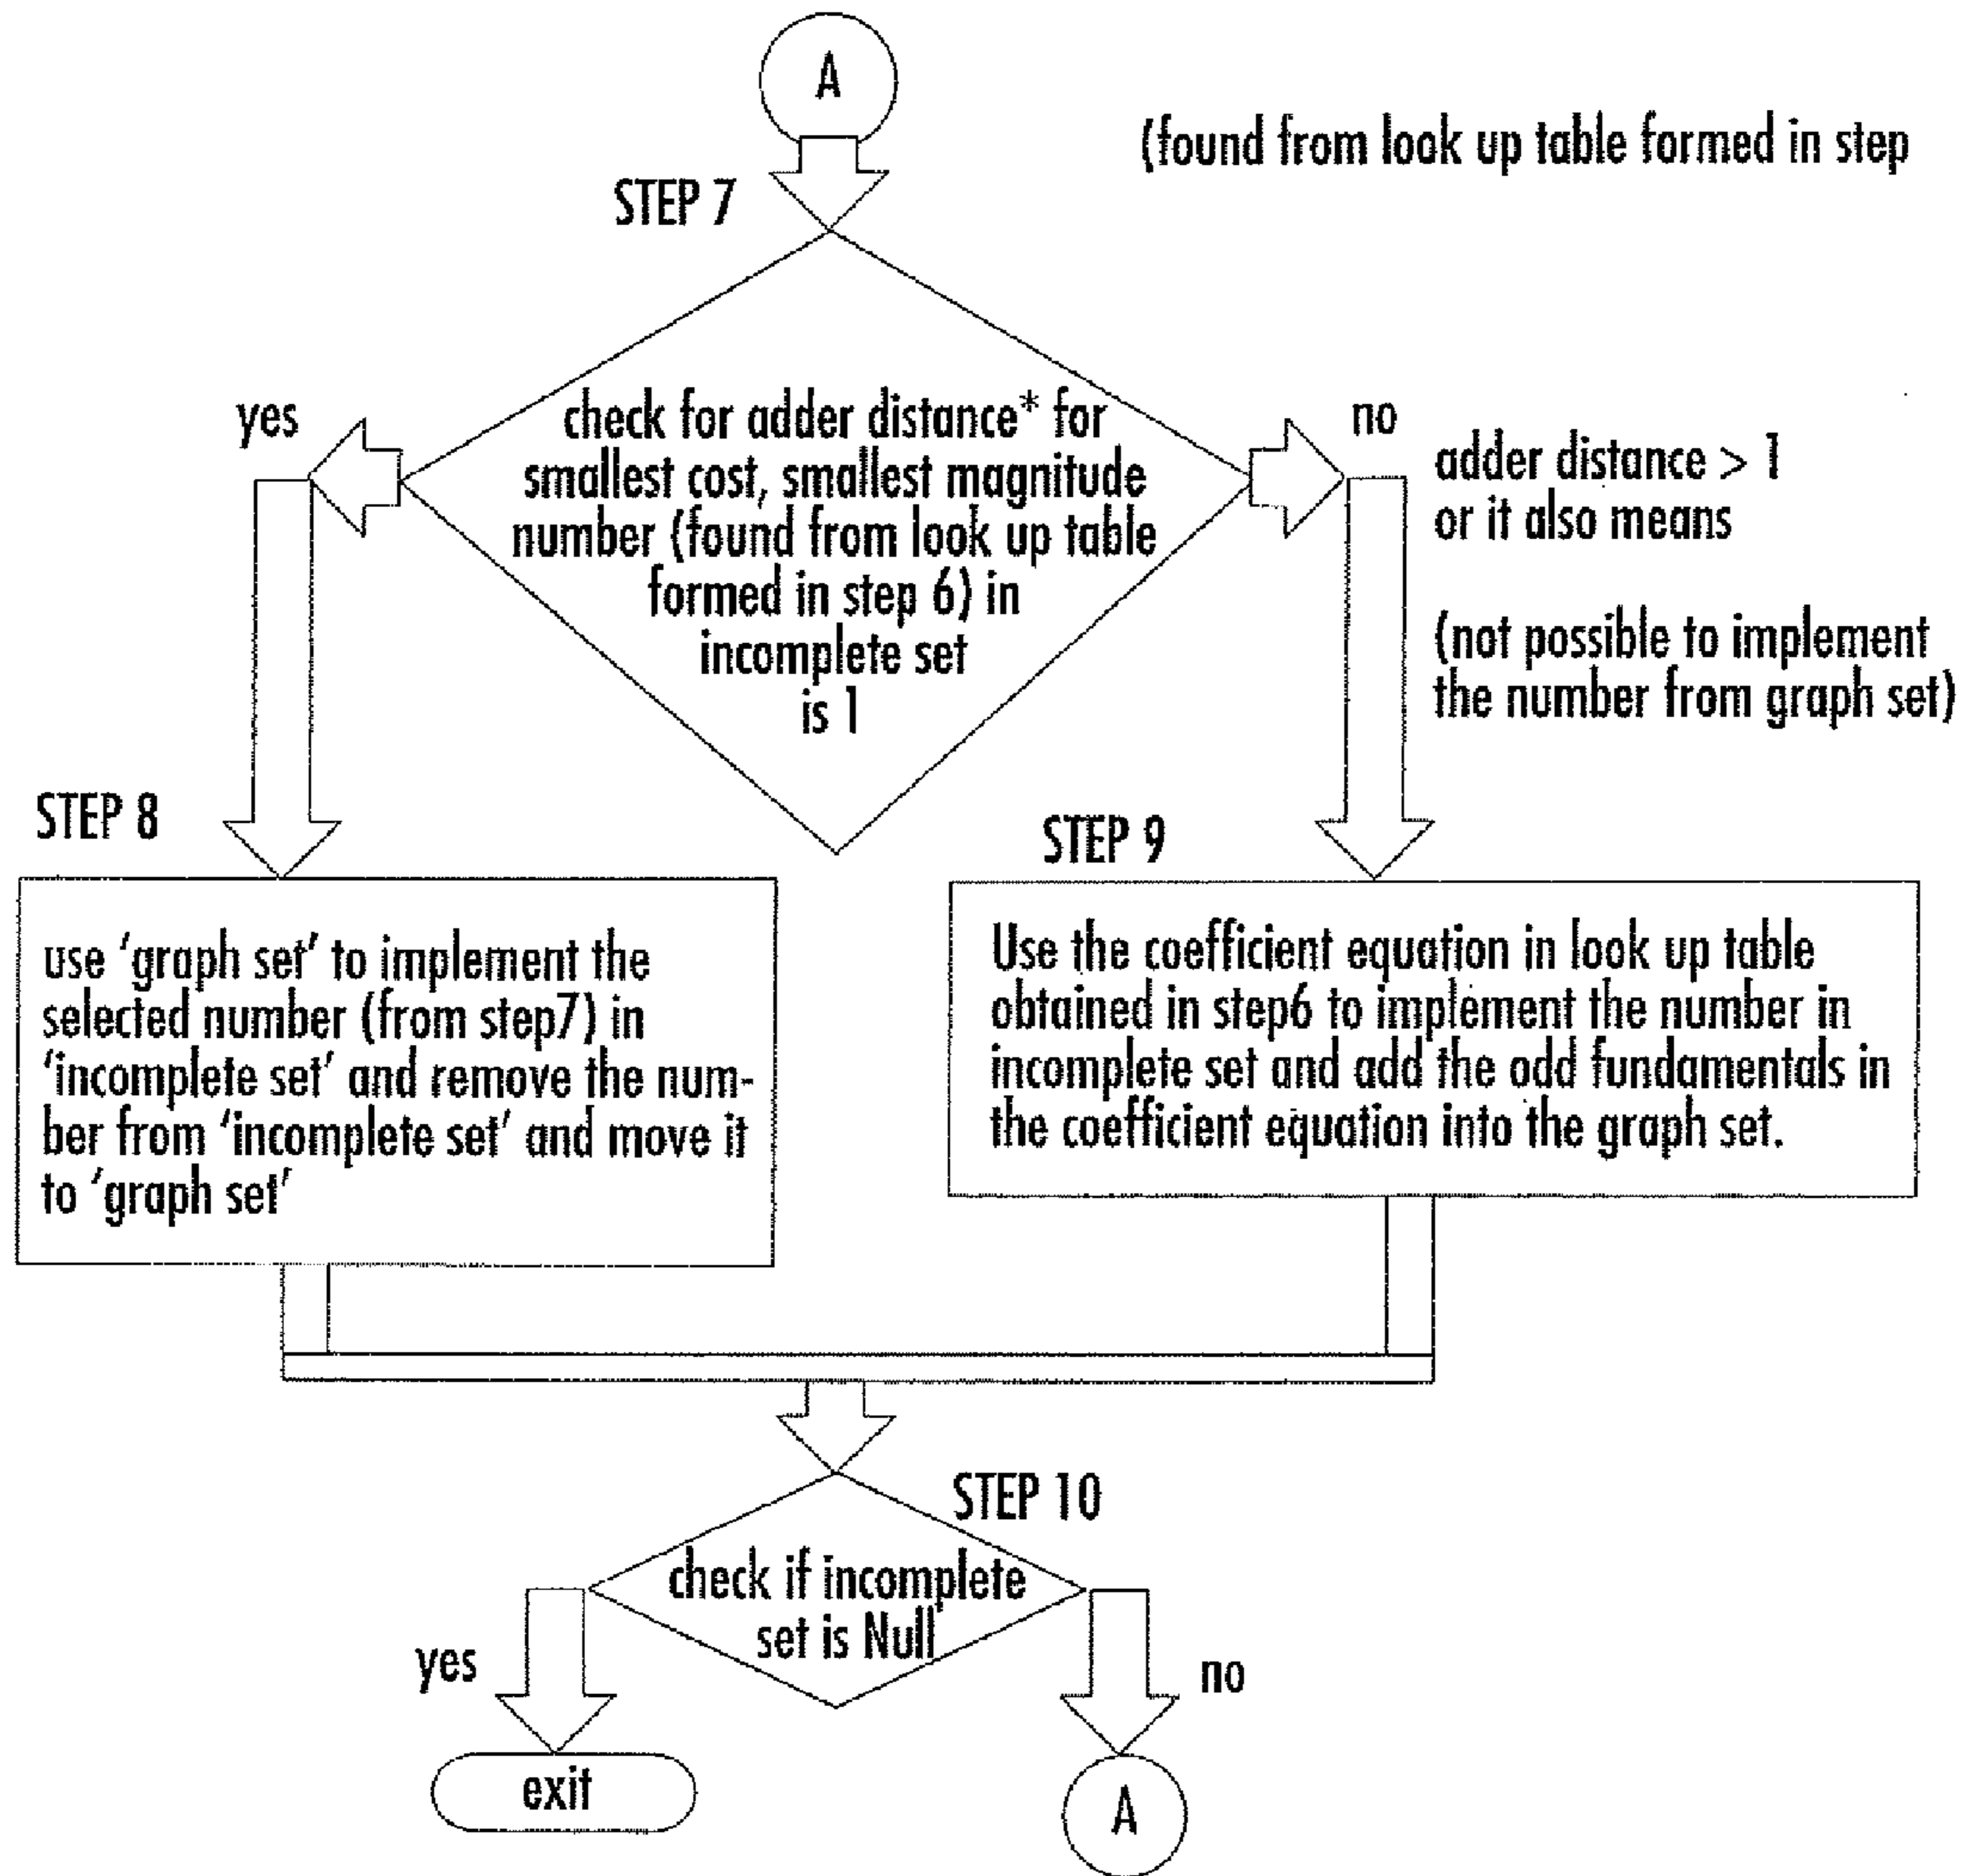 A
(found from look up table formed in step
STEP 7
yes
check for adder distance* for
smallest cost, smallest magnitude
number (found from look up table
formed in step 6) in
incomplete set
is 1
no
adder distance > 1
or it also means
(not possible to implement
the number from graph set)
STEP 8
use 'graph set' to implement the
selected number (from step7) in
'incomplete set' and remove the num-
ber from 'incomplete set' and move it
to 'graph set'
STEP 9
Use the coefficient equation in look up table
obtained in step6 to implement the number in
incomplete set and add the odd fundamentals in
the coefficient equation into the graph set.
STEP 10
check if incomplete
set is Null
yes
no
exit
A